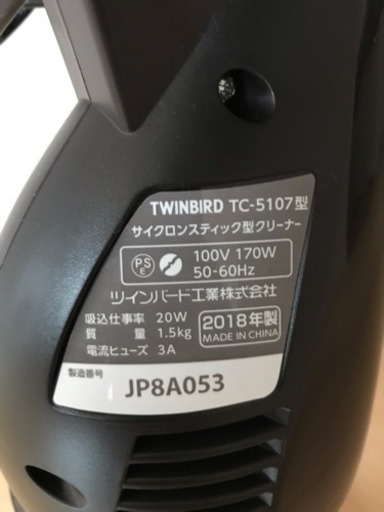 TWINBIRD TC-5107型
サイクロンスティック型クリーナー
PS E 100V 170W
50-60Hz
ツインバード工業株式会社
吸込仕事率 20W
質量 1.5kg
電流ヒューズ 3A
2018年製
MADE IN CHINA
製造番号
JP8A053